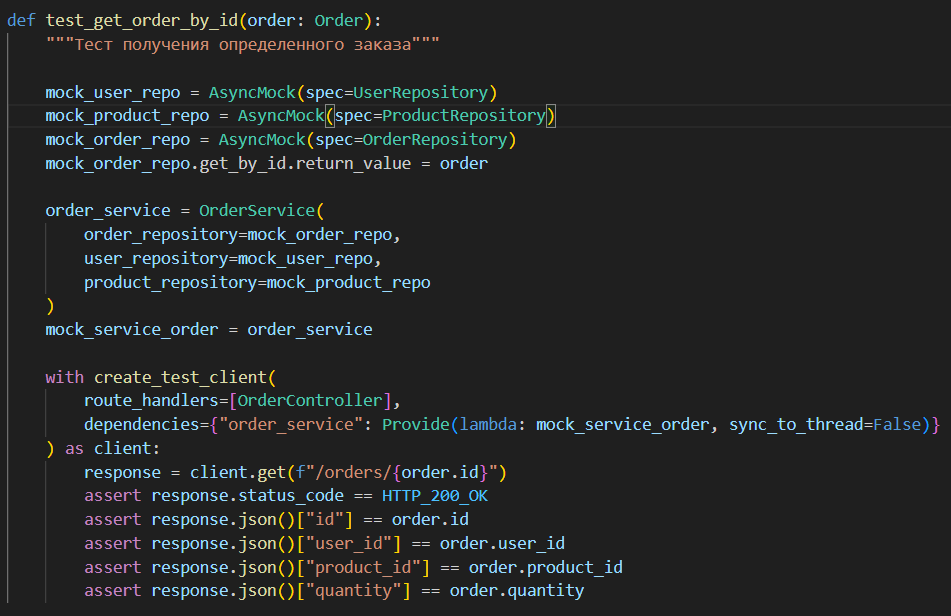 def test_get_order_by_id(order: Order):
    """Тест получения определенного заказа"""
    mock_user_repo = AsyncMock(spec=UserRepository)
    mock_product_repo = AsyncMock(spec=ProductRepository)
    mock_order_repo = AsyncMock(spec=OrderRepository)
    mock_order_repo.get_by_id.return_value = order
    order_service = OrderService(
        order_repository=mock_order_repo,
        user_repository=mock_user_repo,
        product_repository=mock_product_repo
    )
    mock_service_order = order_service
    with create_test_client(
        route_handlers=[OrderController],
        dependencies={"order_service": Provide(lambda: mock_service_order, sync_to_thread=False)}
    ) as client:
        response = client.get(f"/orders/{order.id}")
        assert response.status_code == HTTP_200_OK
        assert response.json()["id"] == order.id
        assert response.json()["user_id"] == order.user_id
        assert response.json()["product_id"] == order.product_id
        assert response.json()["quantity"] == order.quantity